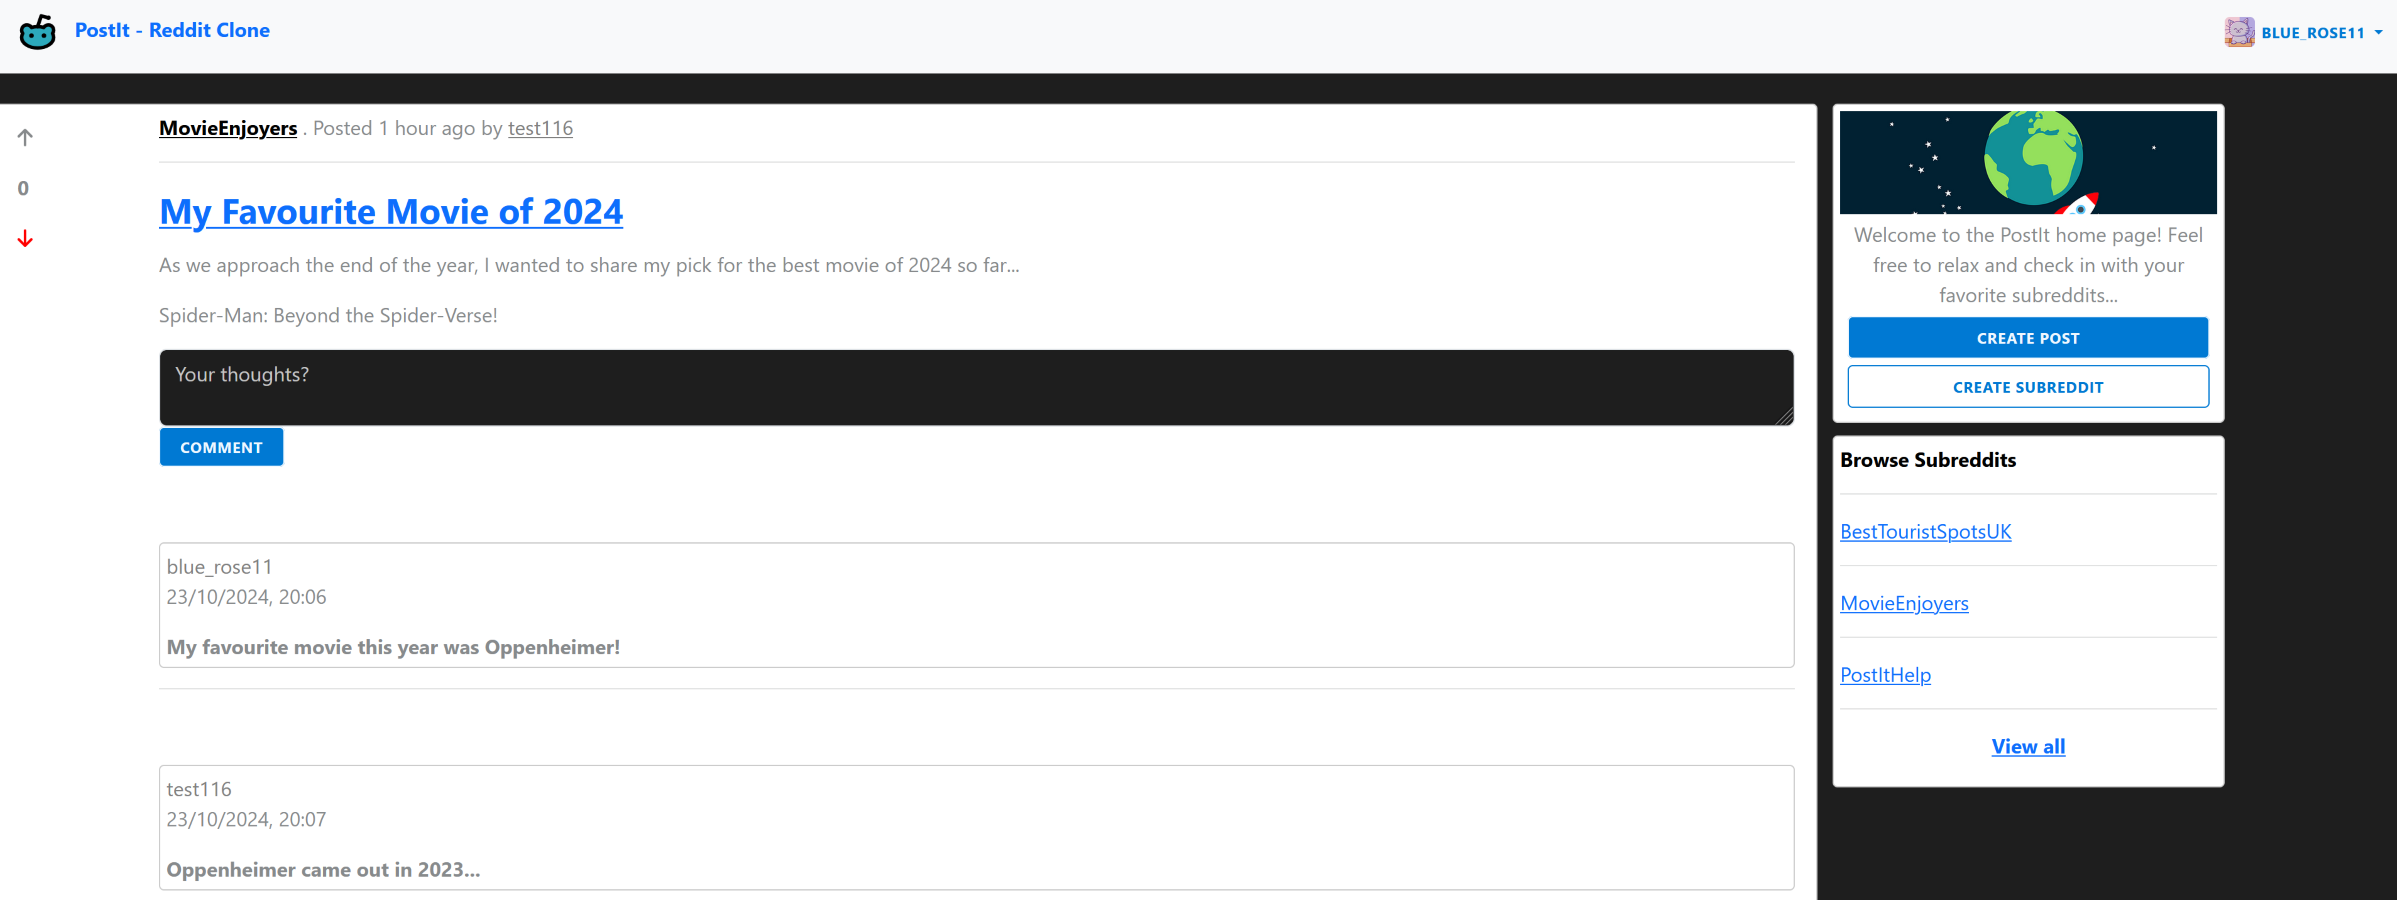 PostIt - Reddit Clone
BLUE_ROSE11
MovieEnjoyers . Posted 1 hour ago by test116
0
My Favourite Movie of 2024
As we approach the end of the year, I wanted to share my pick for the best movie of 2024 so far...
Spider-Man: Beyond the Spider-Verse!
Your thoughts?
COMMENT
blue_rose11
23/10/2024, 20:06
My favourite movie this year was Oppenheimer!
test116
23/10/2024, 20:07
Oppenheimer came out in 2023...
Welcome to the PostIt home page! Feel
free to relax and check in with your
favorite subreddits...
CREATE POST
CREATE SUBREDDIT
Browse Subreddits
BestTouristSpotsUK
MovieEnjoyers
PostItHelp
View all